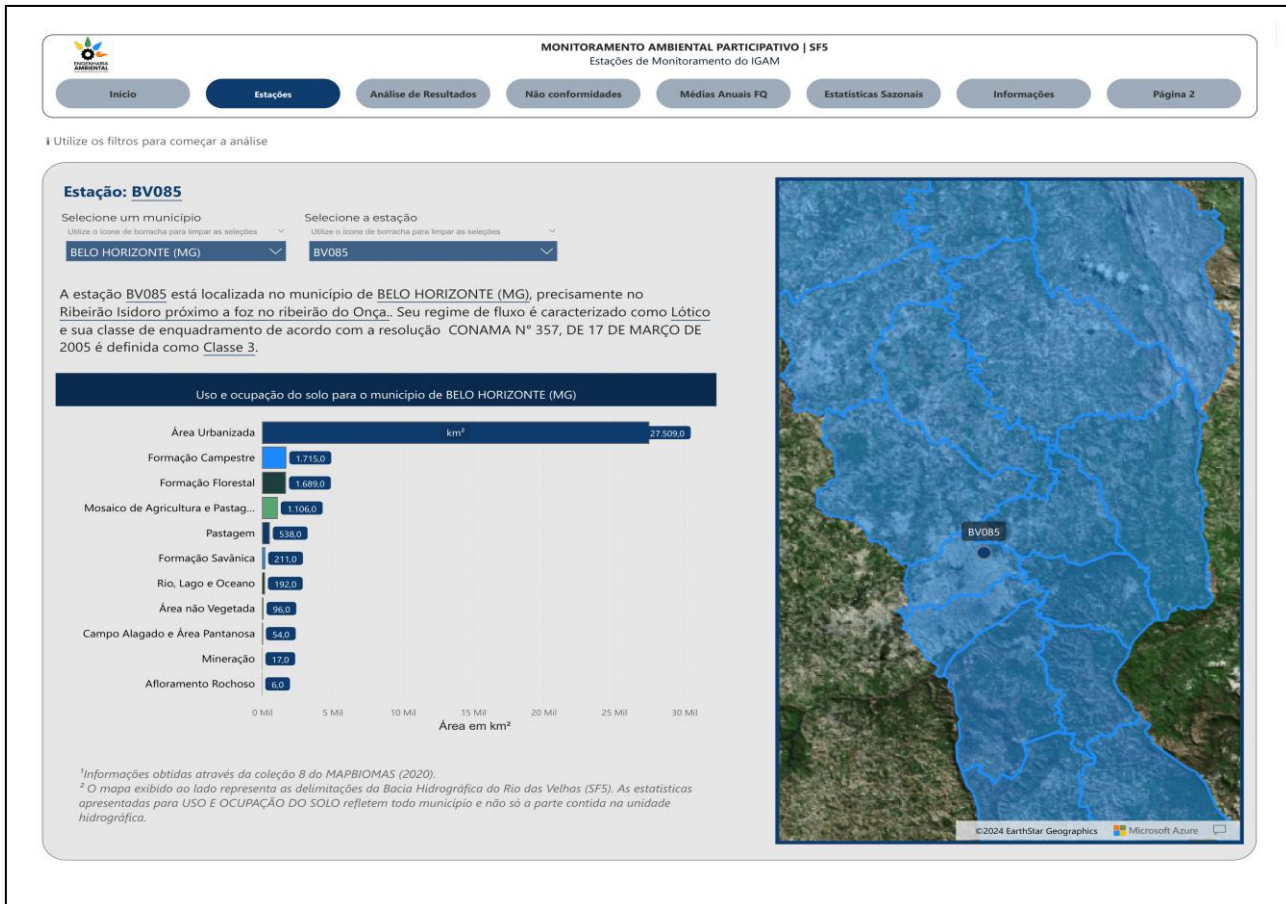 MONITORAMENTO AMBIENTAL PARTICIPATIVO | SF5
Estações de Monitoramento do IGAM
ENGENHARIA
AMBIENTAL
Início
Estações
Análise de Resultados
Não conformidades
Médias Anuais FQ
Estatísticas Sazonais
Informações
Página 2
i Utilize os filtros para começar a análise
Estação: BV085
Selecione um município
Utilize o ícone de borracha para limpar as seleções
BELO HORIZONTE (MG)
Selecione a estação
Utilize o ícone de borracha para limpar as seleções
BV085
A estação BV085 está localizada no município de BELO HORIZONTE (MG), precisamente no
Ribeirão Isidoro próximo a foz no ribeirão do Onça.. Seu regime de fluxo é caracterizado como Lótico
e sua classe de enquadramento de acordo com a resolução CONAMA N° 357, DE 17 DE MARÇO DE
2005 é definida como Classe 3.
Uso e ocupação do solo para o município de BELO HORIZONTE (MG)
Área Urbanizada km² 27.509,0
Formação Campestre 1.715,0
Formação Florestal 1.689,0
Mosaico de Agricultura e Pastag... 1.106,0
Pastagem 538,0
Formação Savânica 211,0
Rio, Lago e Oceano 192,0
Área não Vegetada 96,0
Campo Alagado e Área Pantanosa 54,0
Mineração 17,0
Afloramento Rochoso 6,0
0 Mil 5 Mil 10 Mil 15 Mil 20 Mil 25 Mil 30 Mil
Área em km²
¹Informações obtidas através da coleção 8 do MAPBIOMAS (2020).
² O mapa exibido ao lado representa as delimitações da Bacia Hidrográfica do Rio das Velhas (SF5). As estatísticas
apresentadas para USO E OCUPAÇÃO DO SOLO refletem todo município e não só a parte contida na unidade
hidrográfica.
BV085
©2024 EarthStar Geographics Microsoft Azure